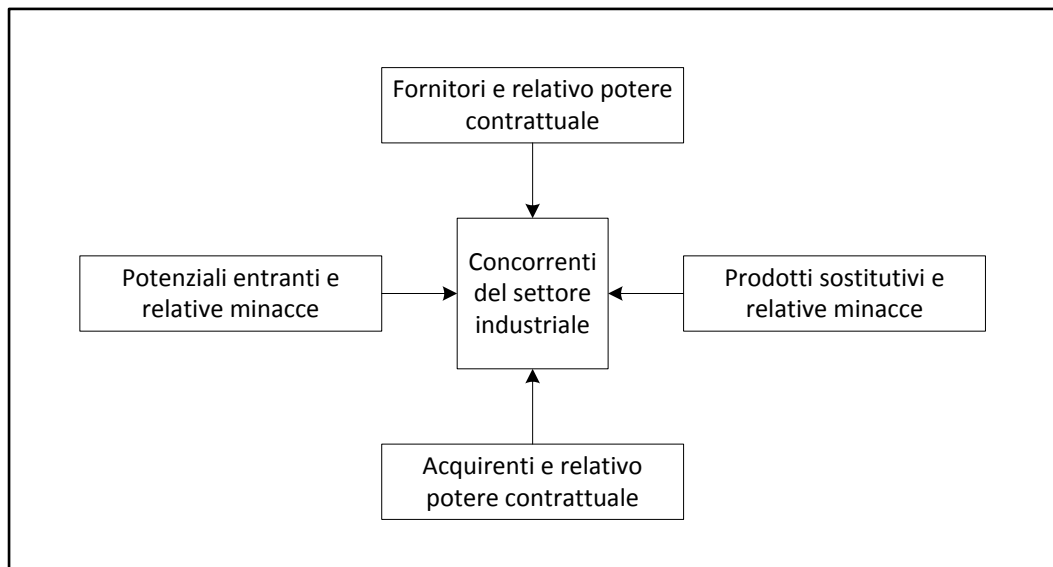 Fornitori e relativo potere
contrattuale
Potenziali entranti e
relative minacce
Concorrenti
del settore
industriale
Prodotti sostitutivi e
relative minacce
Acquirenti e relativo
potere contrattuale